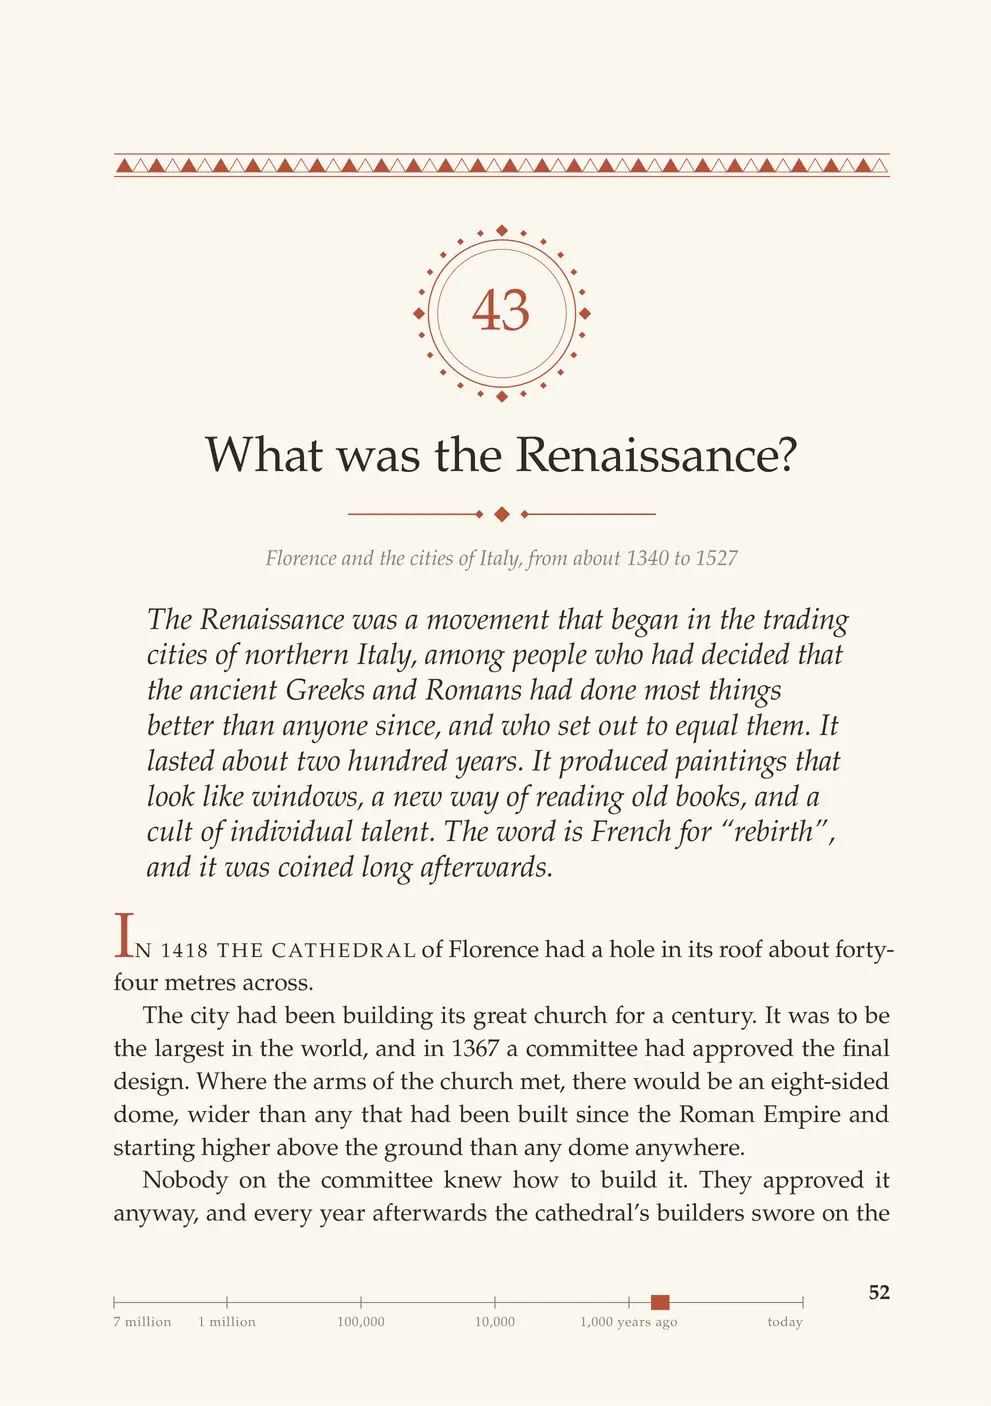 43
What was the Renaissance?
Florence and the cities of Italy, from about 1340 to 1527
The Renaissance was a movement that began in the trading
cities of northern Italy, among people who had decided that
the ancient Greeks and Romans had done most things
better than anyone since, and who set out to equal them. It
lasted about two hundred years. It produced paintings that
look like windows, a new way of reading old books, and a
cult of individual talent. The word is French for “rebirth”,
and it was coined long afterwards.
IN 1418 THE CATHEDRAL of Florence had a hole in its roof about forty-
four metres across.
The city had been building its great church for a century. It was to be
the largest in the world, and in 1367 a committee had approved the final
design. Where the arms of the church met, there would be an eight-sided
dome, wider than any that had been built since the Roman Empire and
starting higher above the ground than any dome anywhere.
Nobody on the committee knew how to build it. They approved it
anyway, and every year afterwards the cathedral’s builders swore on the
52
7 million 1 million 100,000 10,000 1,000 years ago today